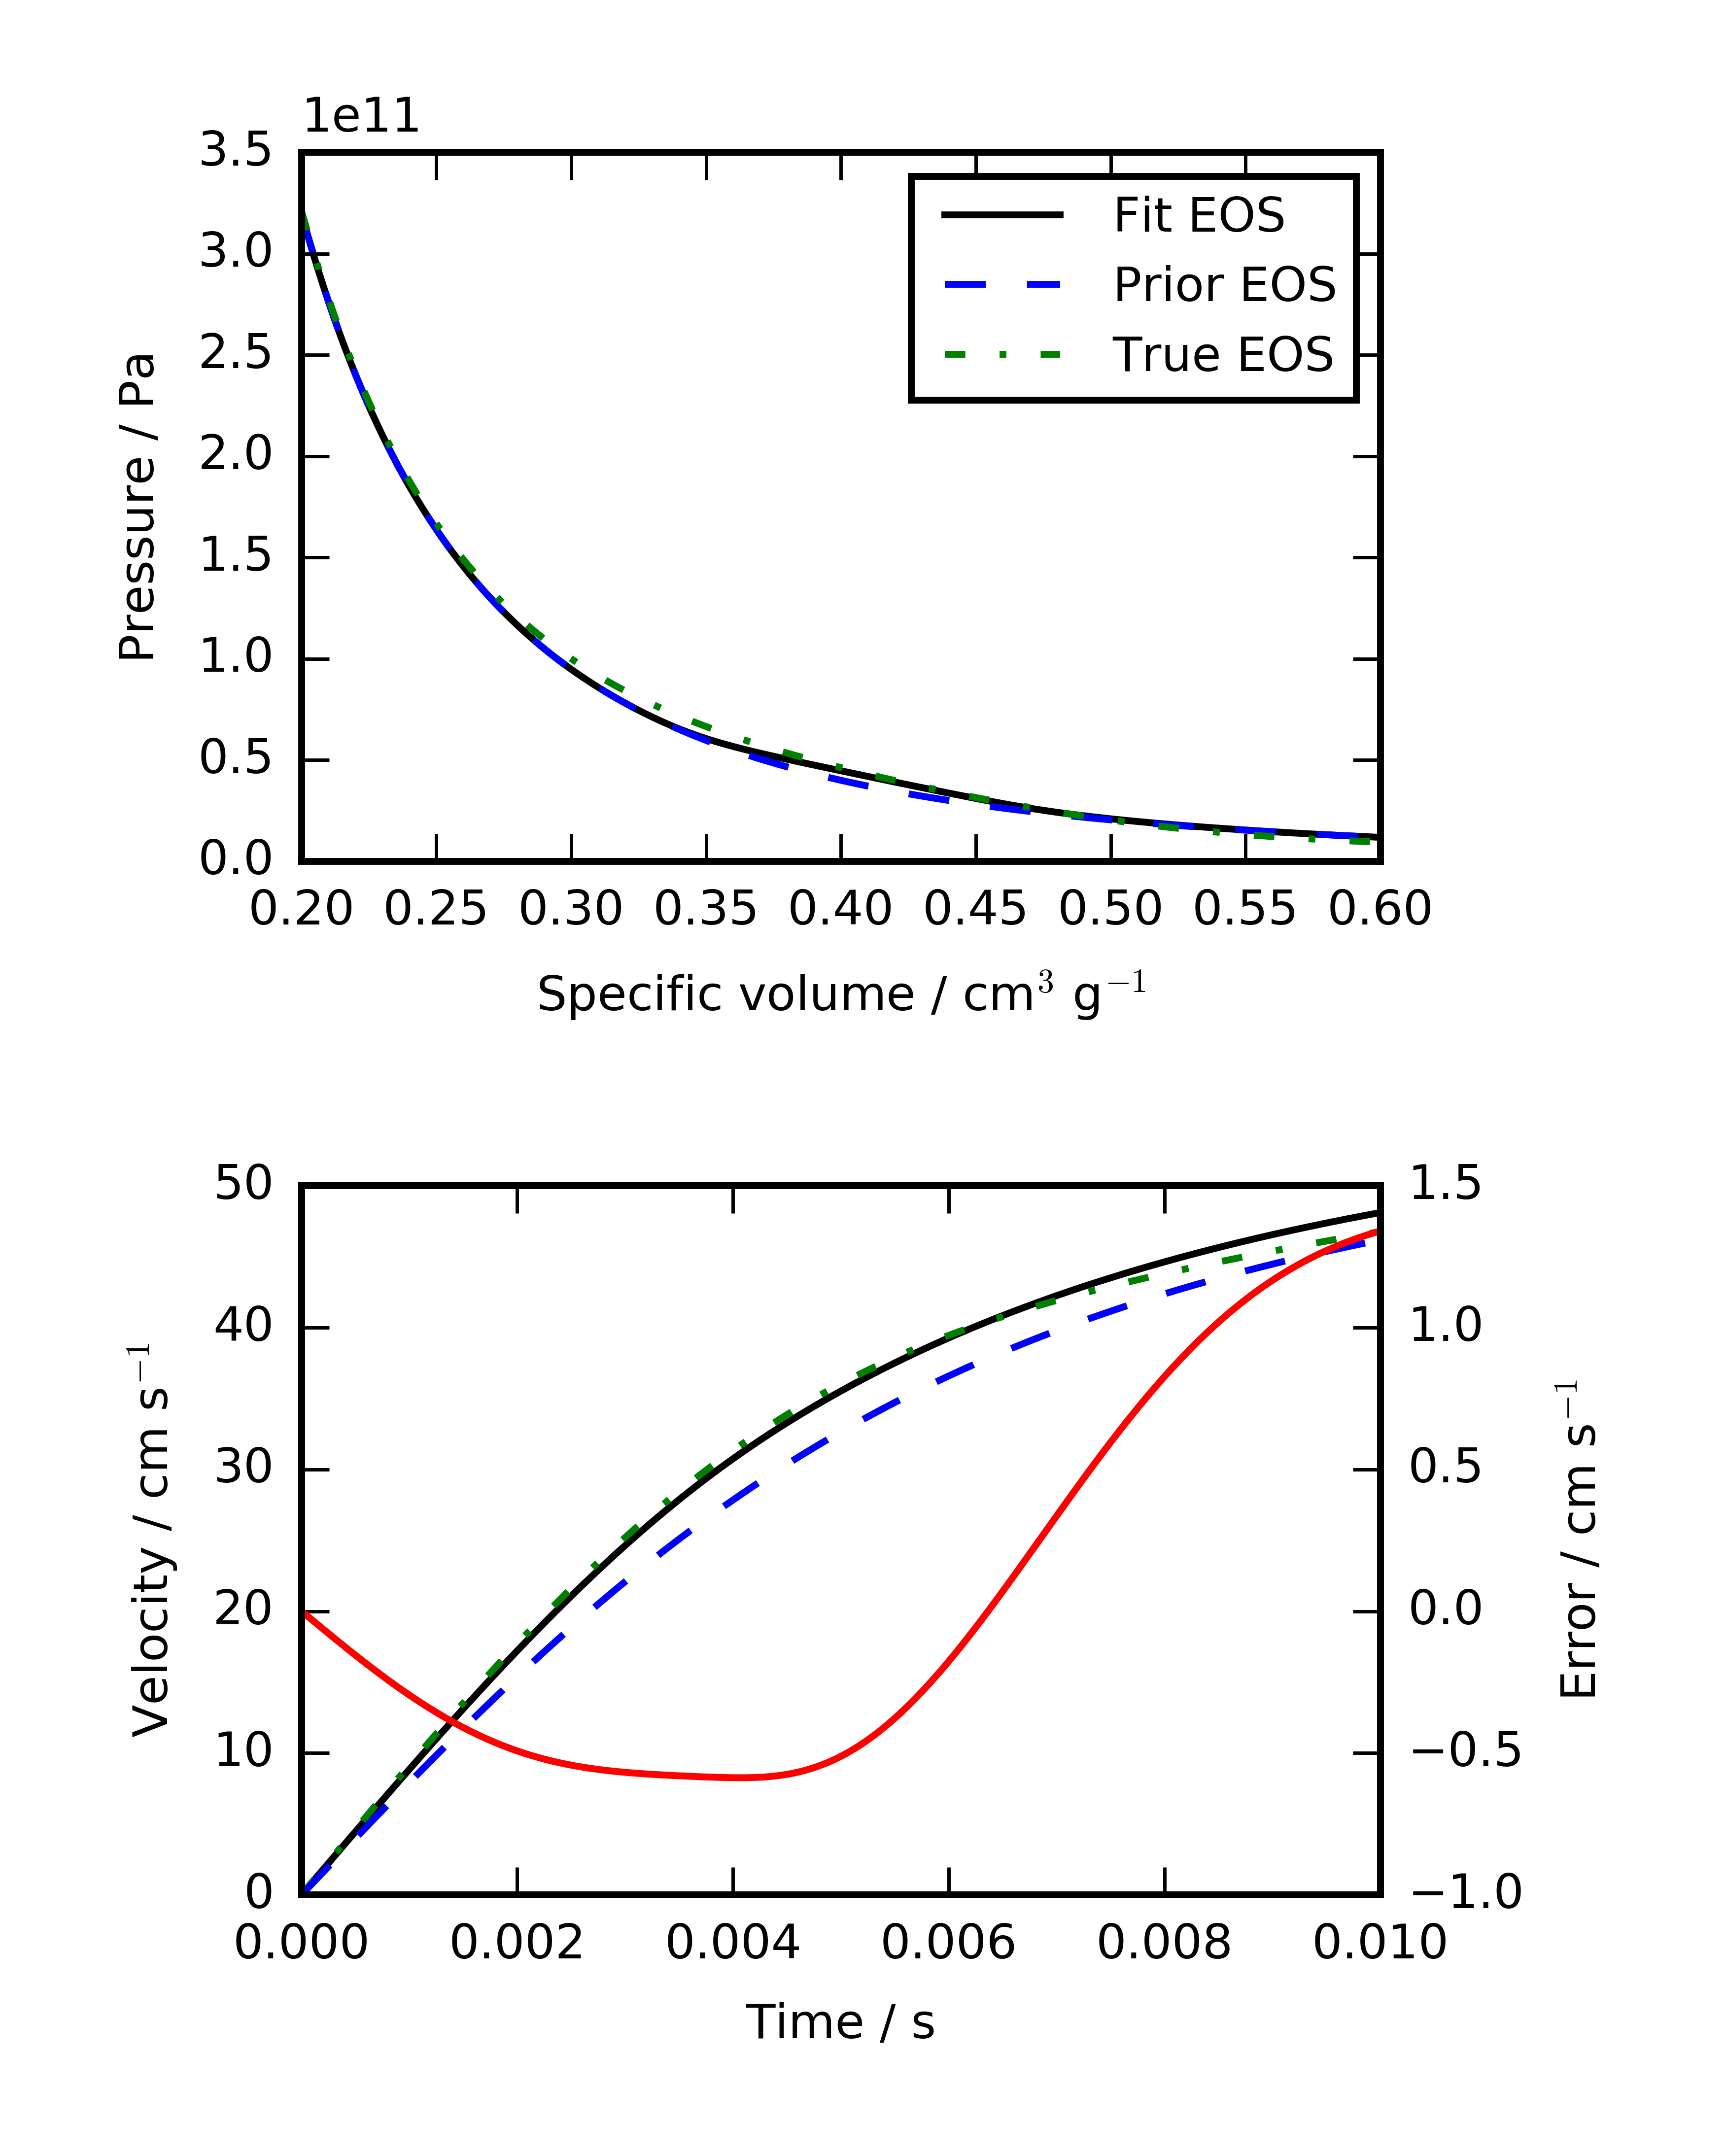 1e11
3.5
3.0
2.5
2.0
1.5
1.0
0.5
0.0
Pressure / Pa
Fit EOS
Prior EOS
True EOS
0.20 0.25 0.30 0.35 0.40 0.45 0.50 0.55 0.60
Specific volume / cm³ g⁻¹
50
40
30
20
10
0
Velocity / cm s⁻¹
1.5
1.0
0.5
0.0
−0.5
−1.0
Error / cm s⁻¹
0.000 0.002 0.004 0.006 0.008 0.010
Time / s